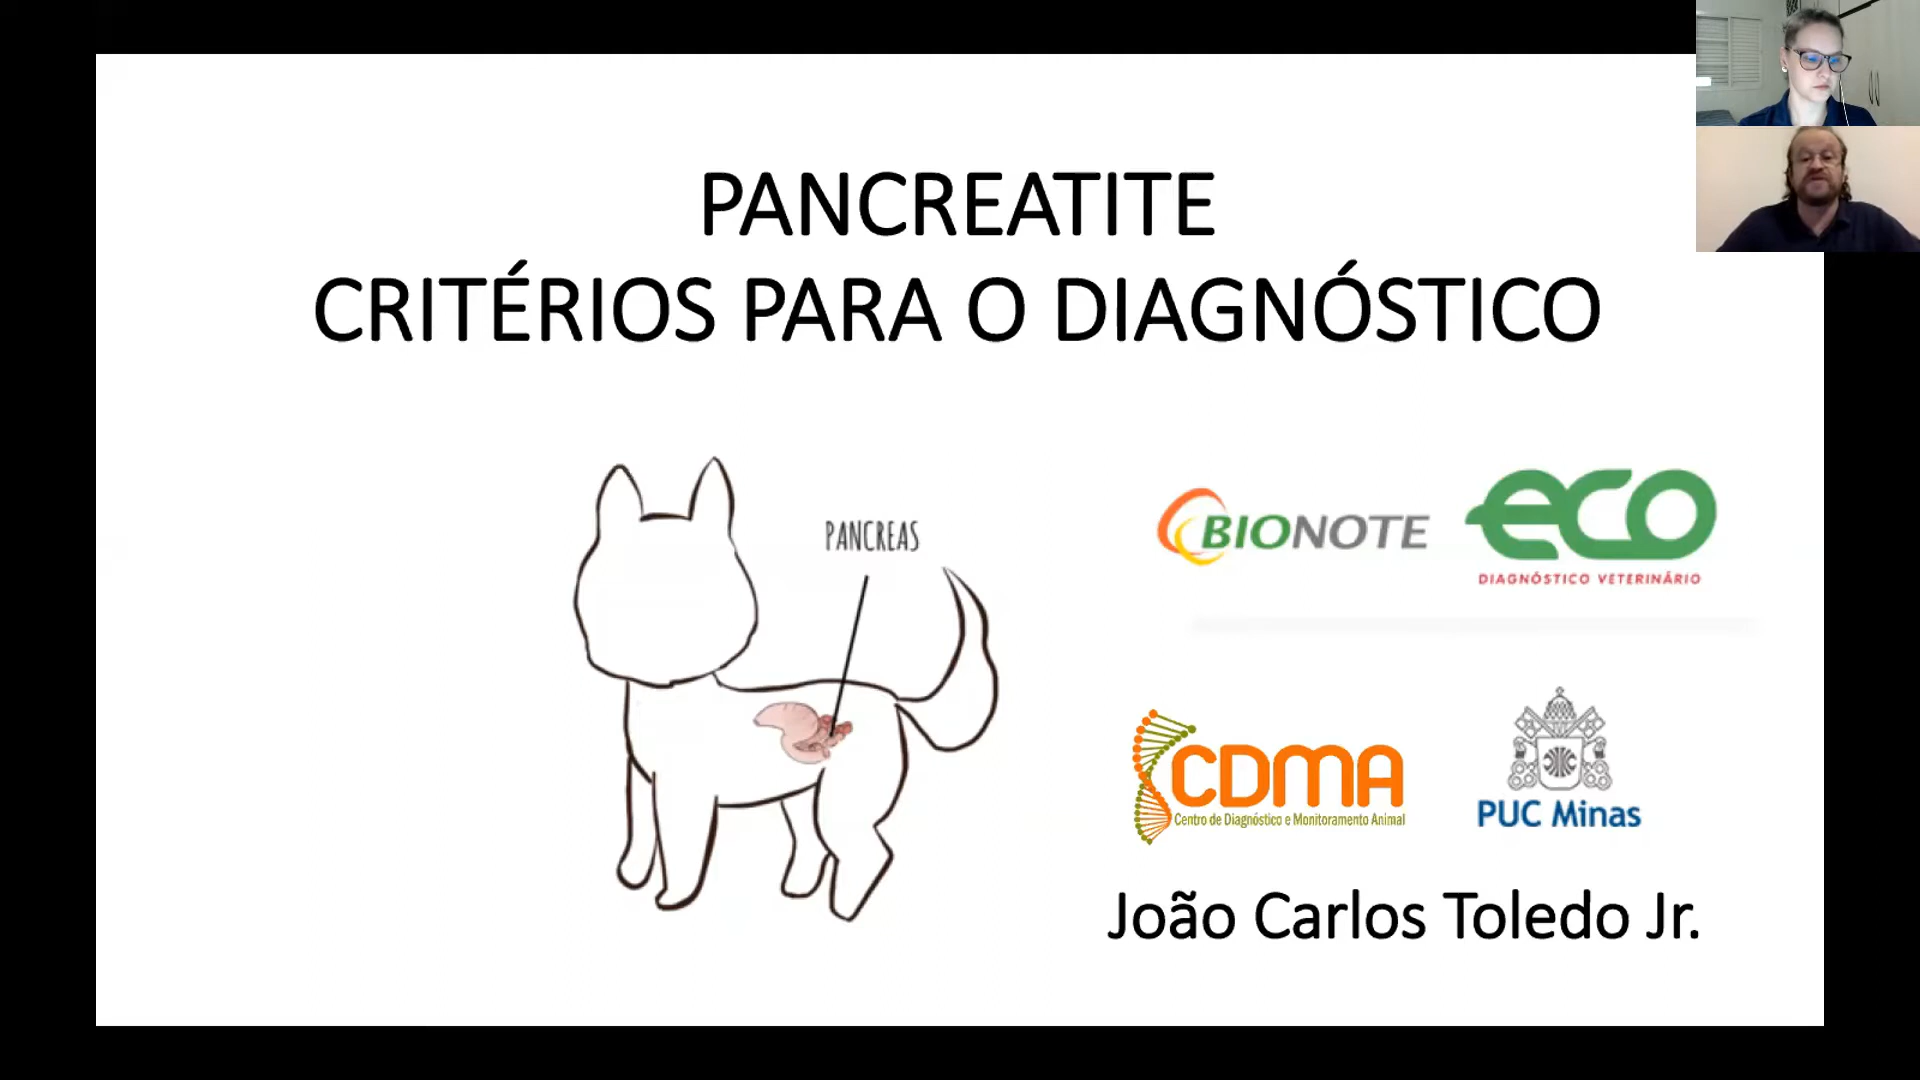 PANCREATITE
CRITÉRIOS PARA O DIAGNÓSTICO
PANCREAS
BIONOTE
eco
DIAGNÓSTICO VETERINÁRIO
CDMA
Centro de Diagnóstico e Monitoramento Animal
PUC Minas
João Carlos Toledo Jr.